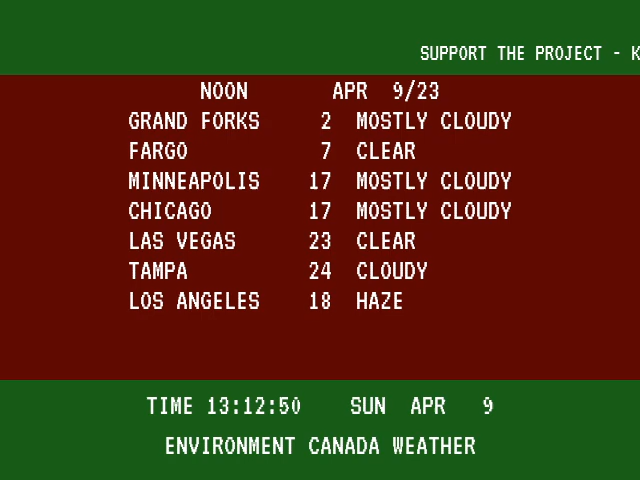 SUPPORT THE PROJECT - K
NOON APR 9/23
GRAND FORKS 2 MOSTLY CLOUDY
FARGO 7 CLEAR
MINNEAPOLIS 17 MOSTLY CLOUDY
CHICAGO 17 MOSTLY CLOUDY
LAS VEGAS 23 CLEAR
TAMPA 24 CLOUDY
LOS ANGELES 18 HAZE
TIME 13:12:50 SUN APR 9
ENVIRONMENT CANADA WEATHER